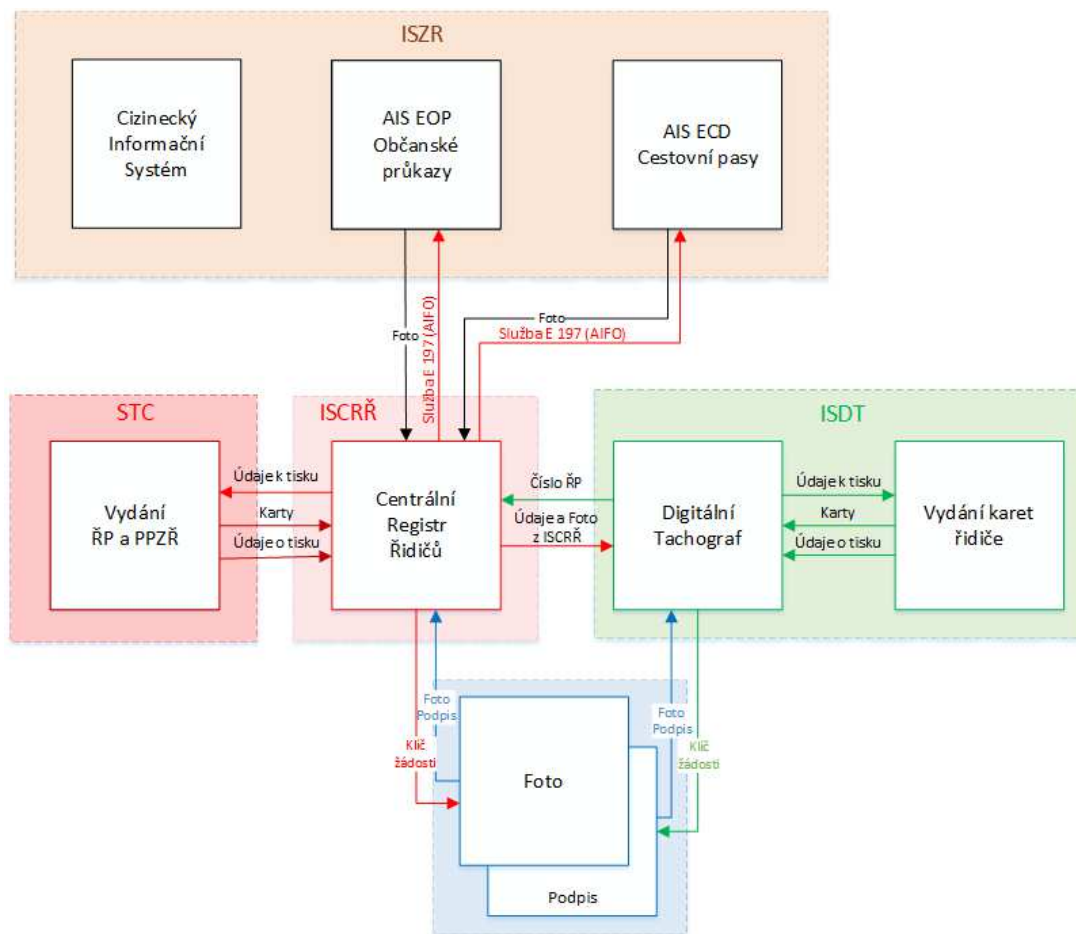 ISZR
Cizinecký
Informační
Systém
AIS EOP
Občanské
průkazy
AIS ECD
Cestovní pasy
Foto
Služba E 197 (AIFO)
Foto
Služba E 197 (AIFO)
STC
Vydání
ŘP a PPZŘ
Údaje k tisku
Karty
Údaje o tisku
ISCRŘ
Centrální
Registr
Řidičů
Číslo ŘP
Údaje a Foto
z ISCRŘ
ISDT
Digitální
Tachograf
Údaje k tisku
Karty
Údaje o tisku
Vydání karet
řidiče
Foto
Podpis
Klíč
žádosti
Foto
Podpis
Klíč
žádosti
Foto
Podpis